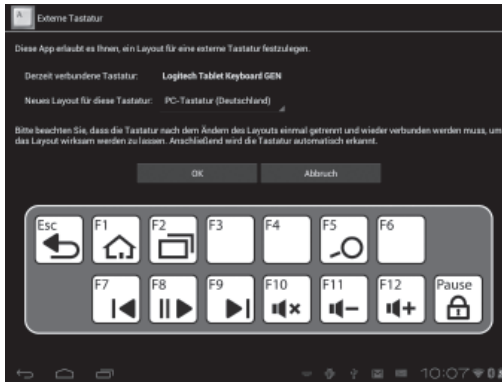 A
Externe Tastatur
Diese App erlaubt es Ihnen, ein Layout für eine externe Tastatur festzulegen.
Derzeit verbundene Tastatur: Logitech Tablet Keyboard GEN
Neues Layout für diese Tastatur: PC-Tastatur (Deutschland)
Bitte beachten Sie, dass die Tastatur nach dem Ändern des Layouts einmal getrennt und wieder verbunden werden muss, um
das Layout wirksam werden zu lassen. Anschließend wird die Tastatur automatisch erkannt.
OK Abbruch
Esc F1 F2 F3 F4 F5 F6
F7 F8 F9 F10 F11 F12 Pause
10:07